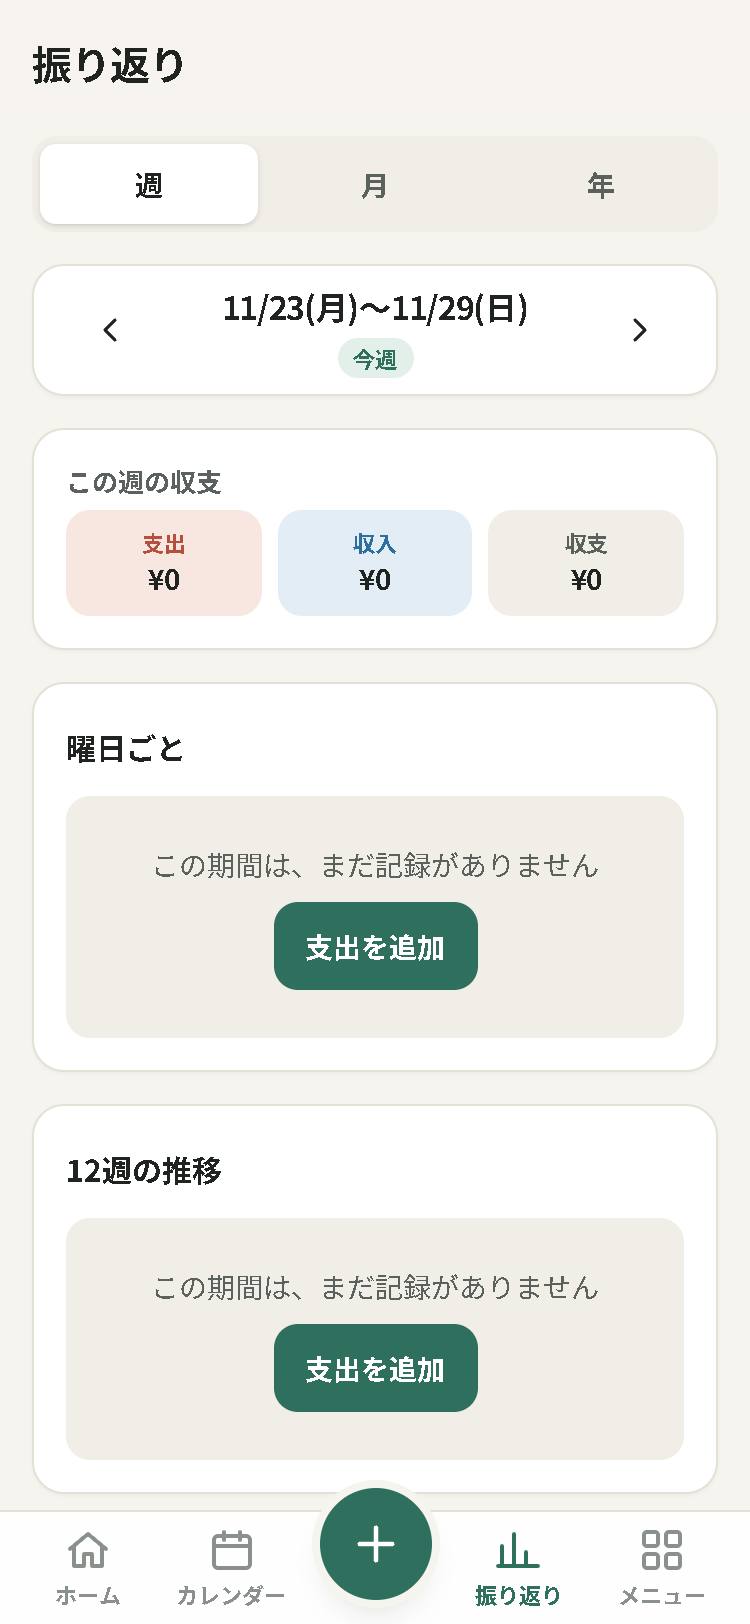 振り返り
週
月
年
11/23(月)〜11/29(日)
今週
この週の収支
支出
¥0
収入
¥0
収支
¥0
曜日ごと
この期間は、まだ記録がありません
支出を追加
12週の推移
この期間は、まだ記録がありません
支出を追加
ホーム
カレンダー
振り返り
メニュー